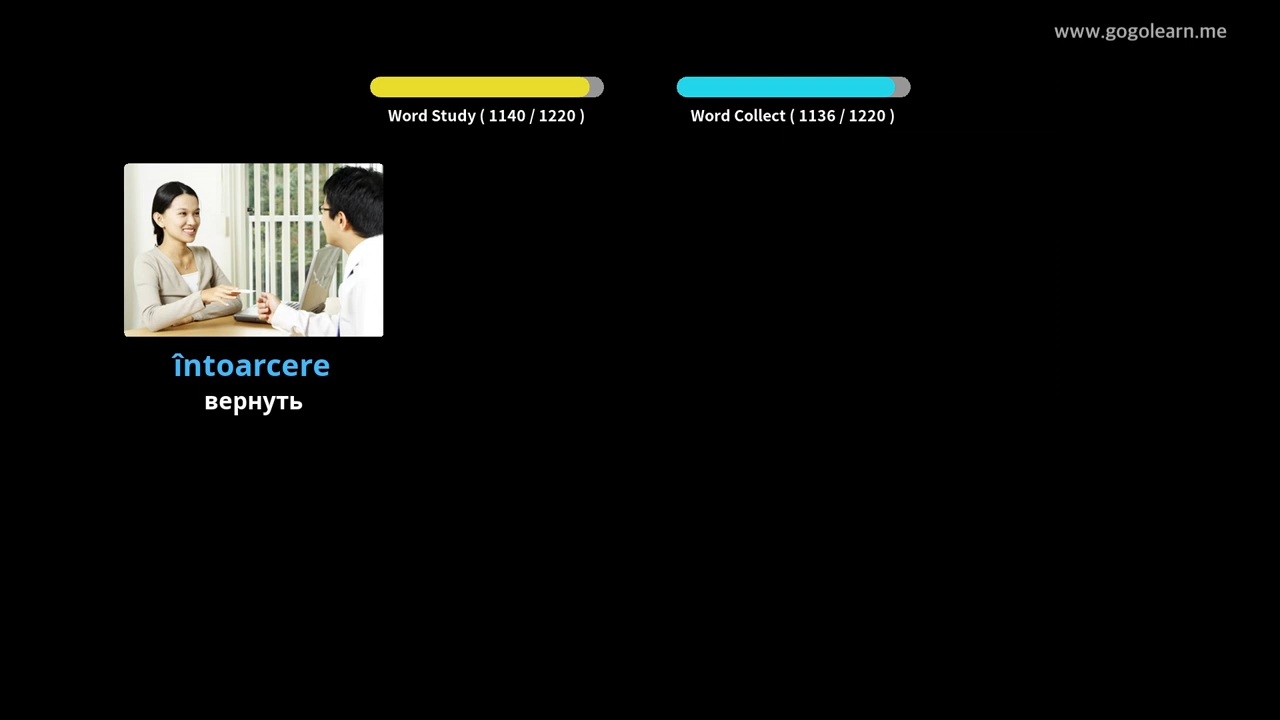 www.gogolearn.me
Word Study ( 1140 / 1220 )
Word Collect ( 1136 / 1220 )
întoarcere
вернуть